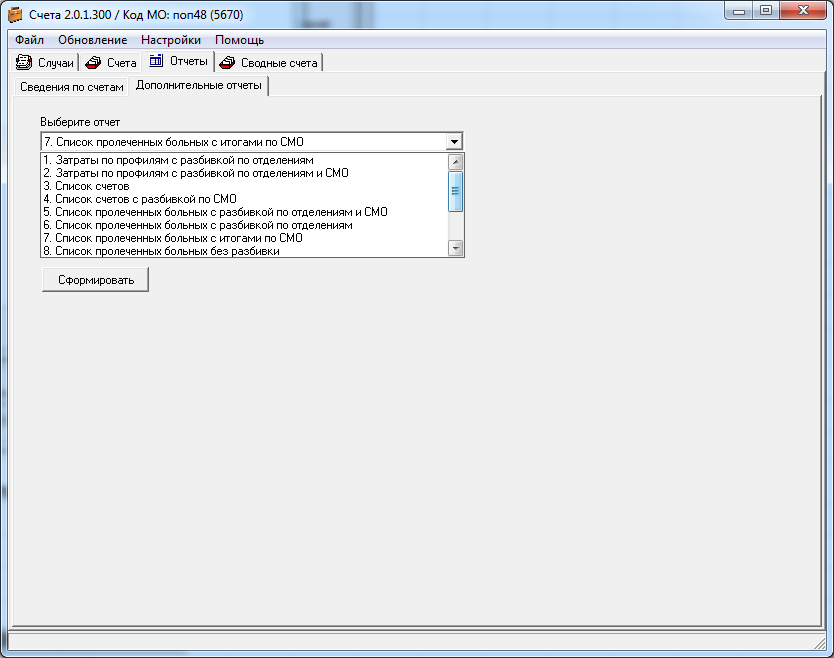 Счета 2.0.1.300 / Код МО: поп48 (5670)
Файл Обновление Настройки Помощь
Случаи Счета Отчеты Сводные счета
Сведения по счетам Дополнительные отчеты
Выберите отчет
7. Список пролеченных больных с итогами по СМО
1. Затраты по профилям с разбивкой по отделениям
2. Затраты по профилям с разбивкой по отделениям и СМО
3. Список счетов
4. Список счетов с разбивкой по СМО
5. Список пролеченных больных с разбивкой по отделениям и СМО
6. Список пролеченных больных с разбивкой по отделениям
7. Список пролеченных больных с итогами по СМО
8. Список пролеченных больных без разбивки
Сформировать